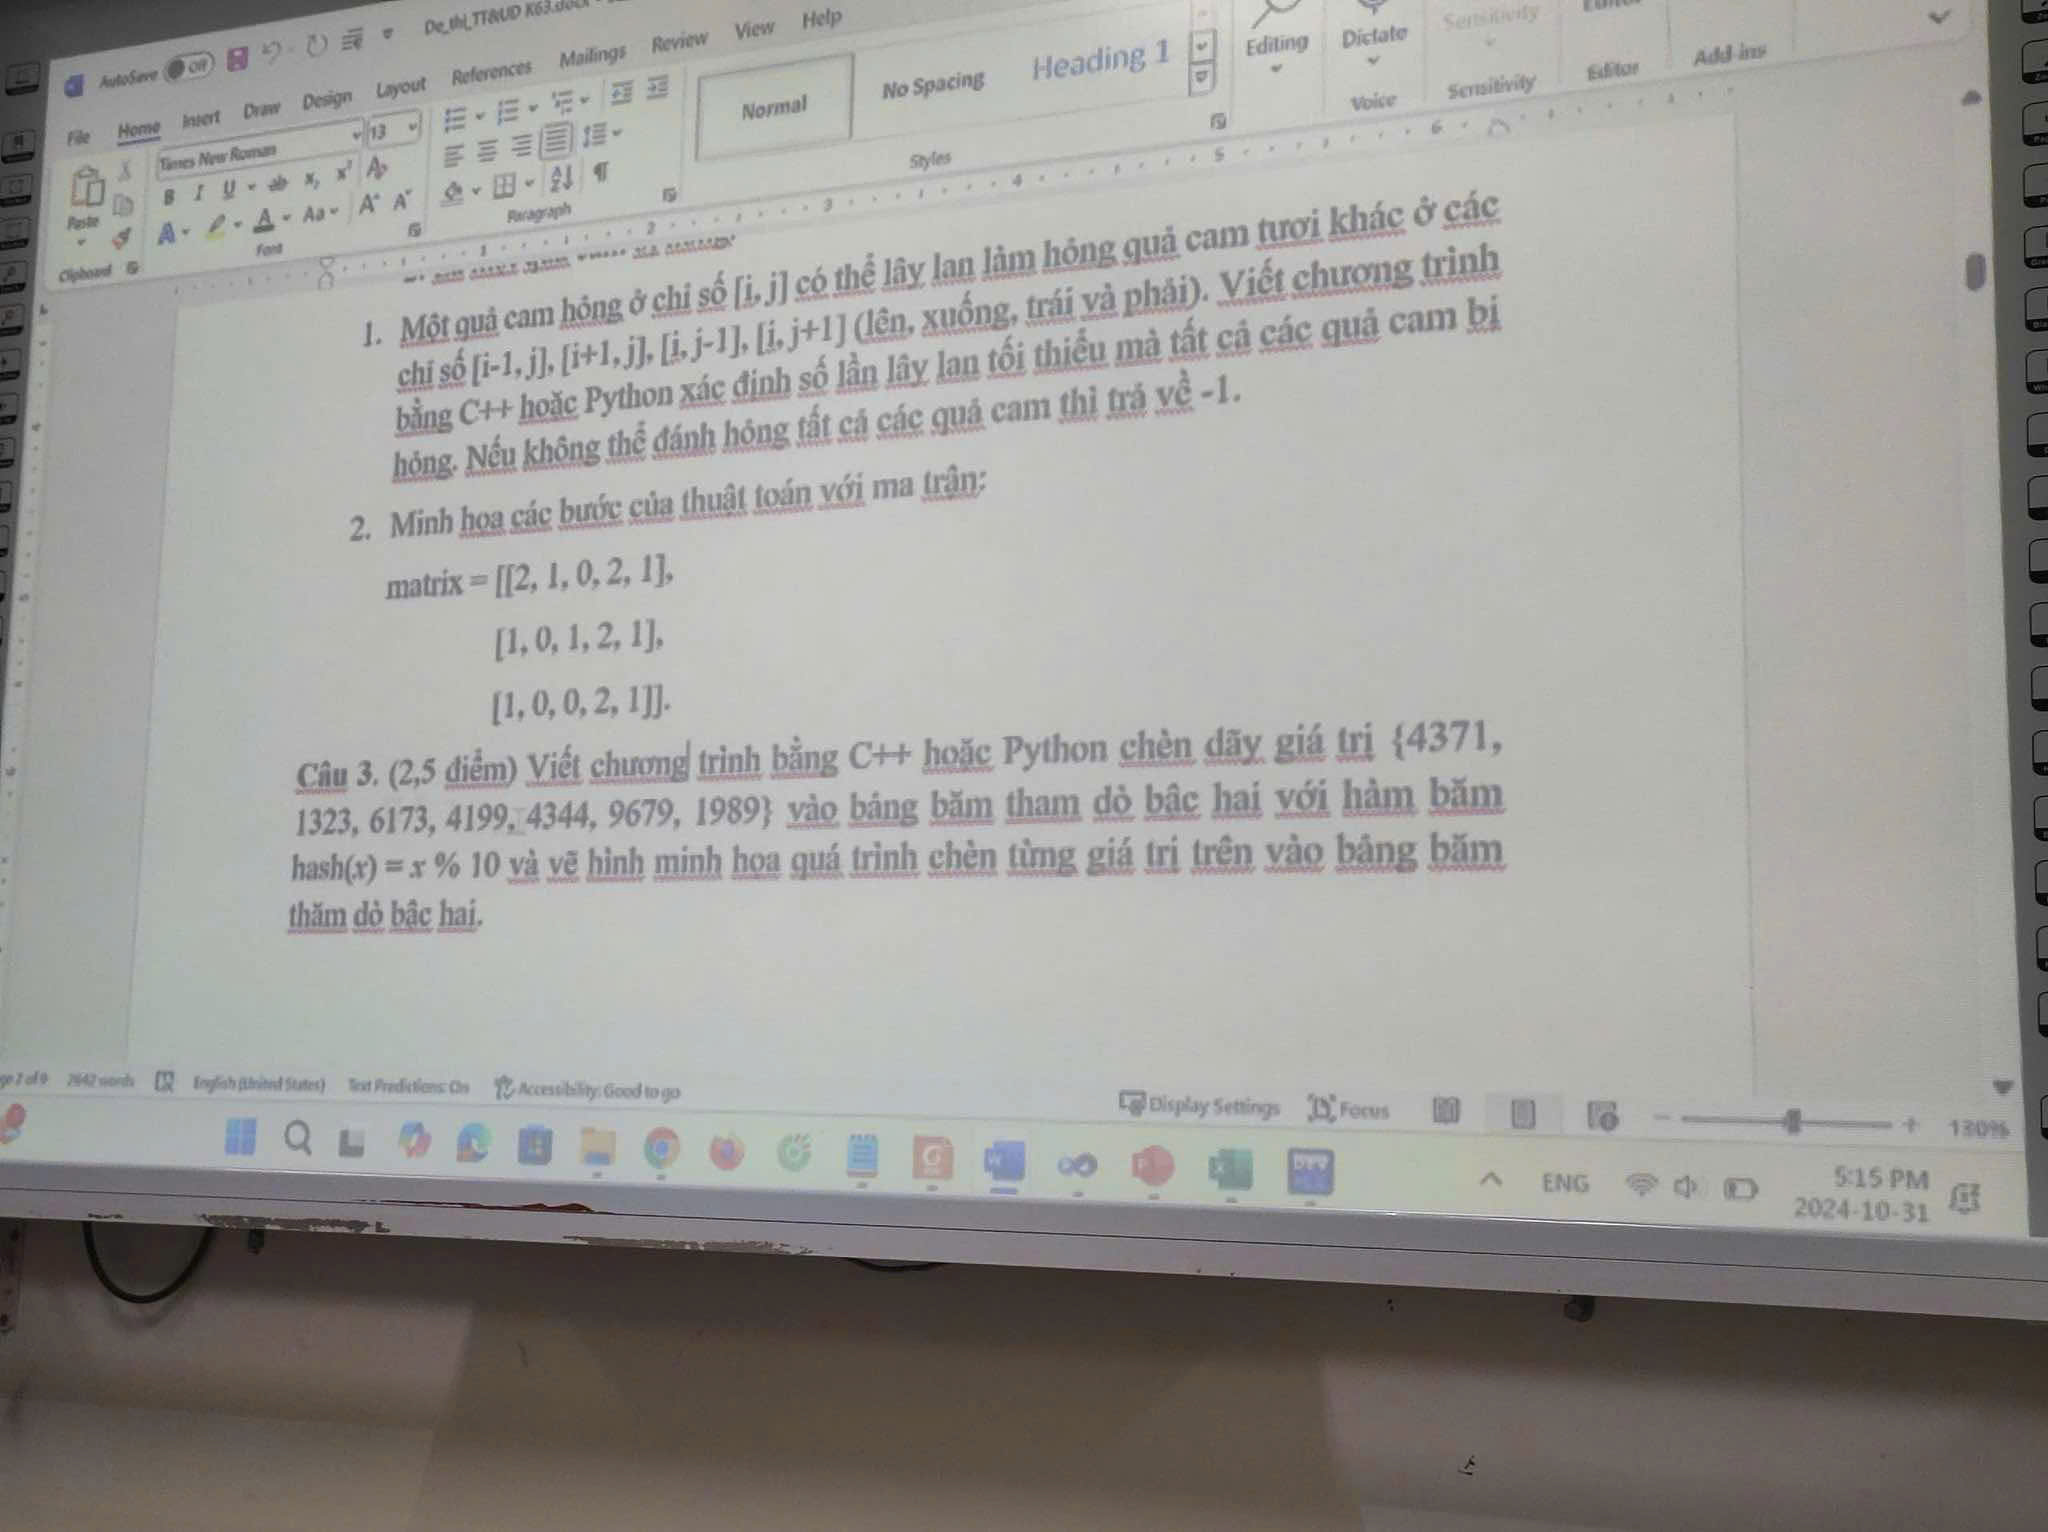 De_thi_TT&UD K63.docx
AutoSave Off
File Home Insert Draw Design Layout References Mailings Review View Help
Times New Roman 13
Normal No Spacing Heading 1
Editing Dictate Sensitivity
Paste
Clipboard Font Paragraph Styles Voice Sensitivity Editor Add-ins
1. Một quả cam hỏng ở chỉ số [i, j] có thể lây lan làm hỏng quả cam tươi khác ở các
chỉ số [i-1, j], [i+1, j], [i, j-1], [i, j+1] (lên, xuống, trái và phải). Viết chương trình
bằng C++ hoặc Python xác định số lần lây lan tối thiểu mà tất cả các quả cam bị
hỏng. Nếu không thể đánh hỏng tất cả các quả cam thì trả về -1.
2. Minh họa các bước của thuật toán với ma trận:
matrix = [[2, 1, 0, 2, 1],
[1, 0, 1, 2, 1],
[1, 0, 0, 2, 1]].
Câu 3. (2,5 điểm) Viết chương trình bằng C++ hoặc Python chèn dãy giá trị {4371,
1323, 6173, 4199, 4344, 9679, 1989} vào bảng băm tham dò bậc hai với hàm băm
hash(x) = x % 10 và vẽ hình minh họa quá trình chèn từng giá trị trên vào bảng băm
thăm dò bậc hai.
ge 7 of 9 2642 words English (United States) Text Predictions: On Accessibility: Good to go
Display Settings Focus 130%
ENG
5:15 PM
2024-10-31